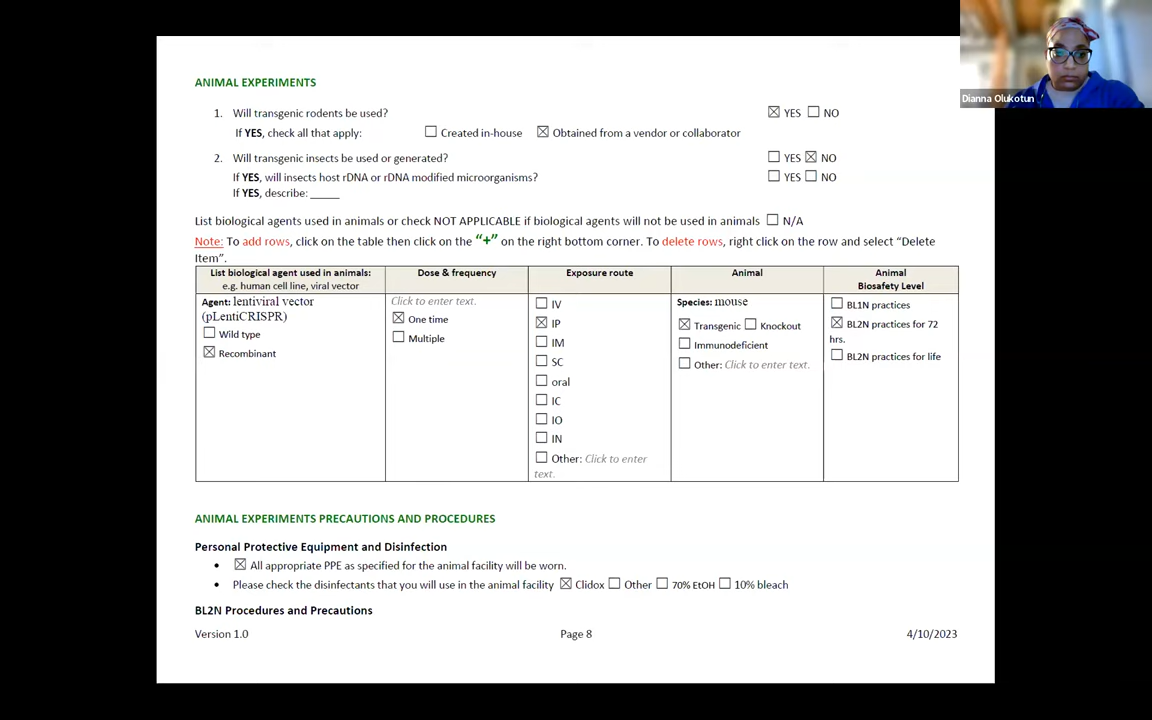 Dianna Olukotun
ANIMAL EXPERIMENTS
1. Will transgenic rodents be used? ☒ YES ☐ NO
If YES, check all that apply: ☐ Created in-house ☒ Obtained from a vendor or collaborator
2. Will transgenic insects be used or generated? ☐ YES ☒ NO
If YES, will insects host rDNA or rDNA modified microorganisms? ☐ YES ☐ NO
If YES, describe: _____
List biological agents used in animals or check NOT APPLICABLE if biological agents will not be used in animals ☐ N/A
Note: To add rows, click on the table then click on the "+" on the right bottom corner. To delete rows, right click on the row and select “Delete
Item”.
List biological agent used in animals:
e.g. human cell line, viral vector
Dose & frequency
Exposure route
Animal
Animal
Biosafety Level
Agent: lentiviral vector
(pLentiCRISPR)
☐ Wild type
☒ Recombinant
Click to enter text.
☒ One time
☐ Multiple
☐ IV
☒ IP
☐ IM
☐ SC
☐ oral
☐ IC
☐ IO
☐ IN
☐ Other: Click to enter
text.
Species: mouse
☒ Transgenic ☐ Knockout
☐ Immunodeficient
☐ Other: Click to enter text.
☐ BL1N practices
☒ BL2N practices for 72
hrs.
☐ BL2N practices for life
ANIMAL EXPERIMENTS PRECAUTIONS AND PROCEDURES
Personal Protective Equipment and Disinfection
• ☒ All appropriate PPE as specified for the animal facility will be worn.
• Please check the disinfectants that you will use in the animal facility ☒ Clidox ☐ Other ☐ 70% EtOH ☐ 10% bleach
BL2N Procedures and Precautions
Version 1.0 Page 8 4/10/2023